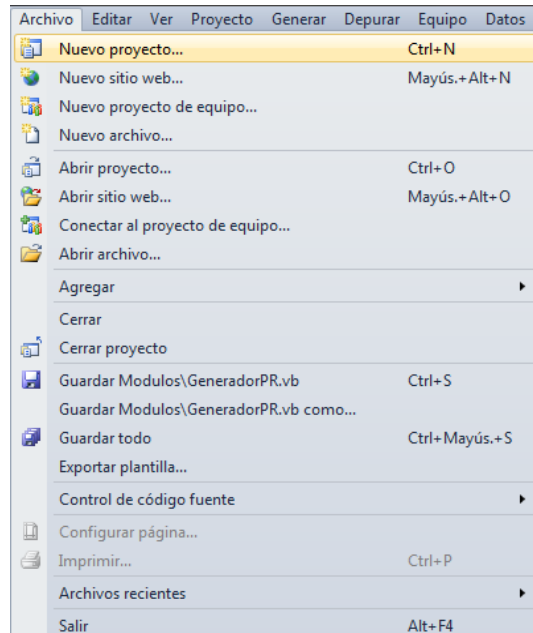 Archivo Editar Ver Proyecto Generar Depurar Equipo Datos
Nuevo proyecto... Ctrl+N
Nuevo sitio web... Mayús.+Alt+N
Nuevo proyecto de equipo...
Nuevo archivo...
Abrir proyecto... Ctrl+O
Abrir sitio web... Mayús.+Alt+O
Conectar al proyecto de equipo...
Abrir archivo...
Agregar
Cerrar
Cerrar proyecto
Guardar Modulos\GeneradorPR.vb Ctrl+S
Guardar Modulos\GeneradorPR.vb como...
Guardar todo Ctrl+Mayús.+S
Exportar plantilla...
Control de código fuente
Configurar página...
Imprimir... Ctrl+P
Archivos recientes
Salir Alt+F4